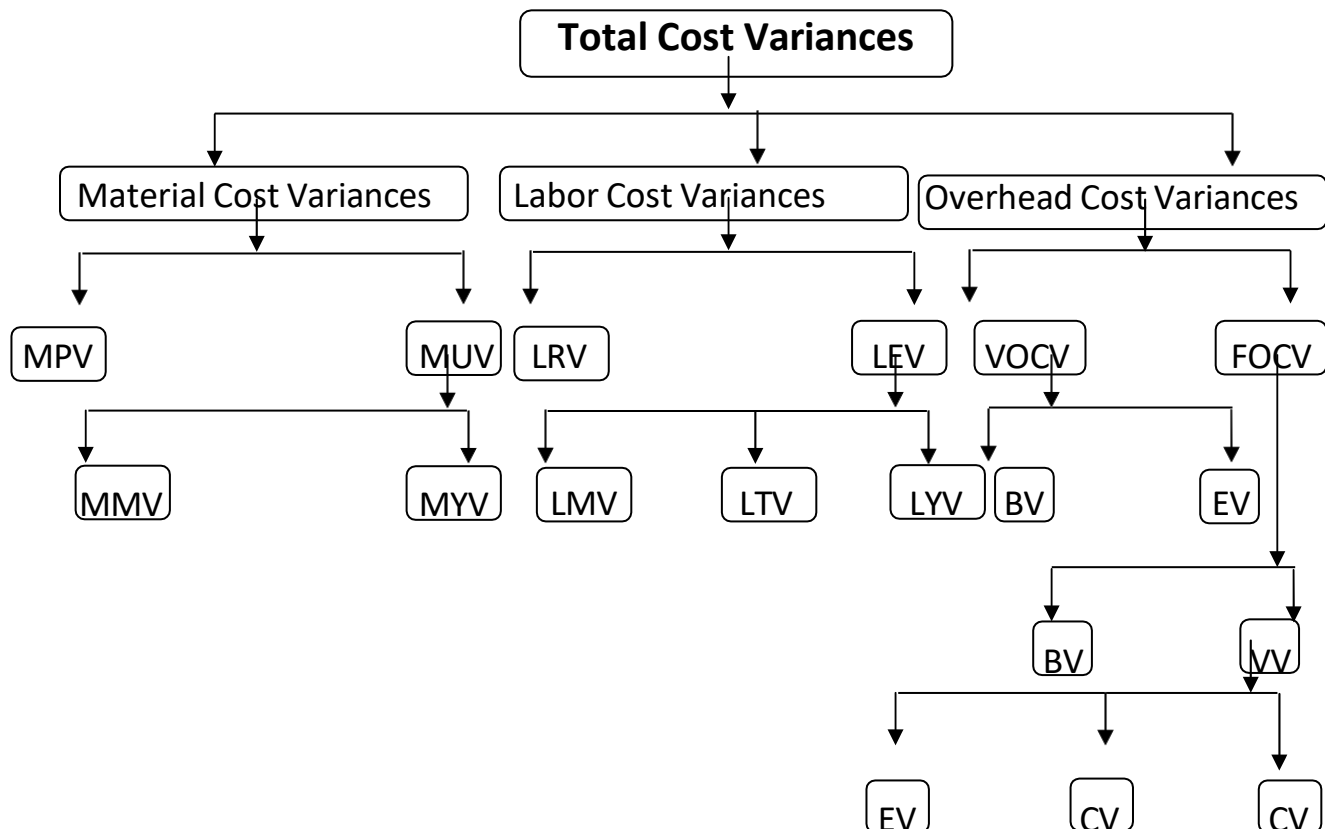 Total Cost Variances
Material Cost Variances
Labor Cost Variances
Overhead Cost Variances
MPV
MUV
LRV
LEV
VOCV
FOCV
MMV
MYV
LMV
LTV
LYV
BV
EV
BV
VV
EV
CV
CV